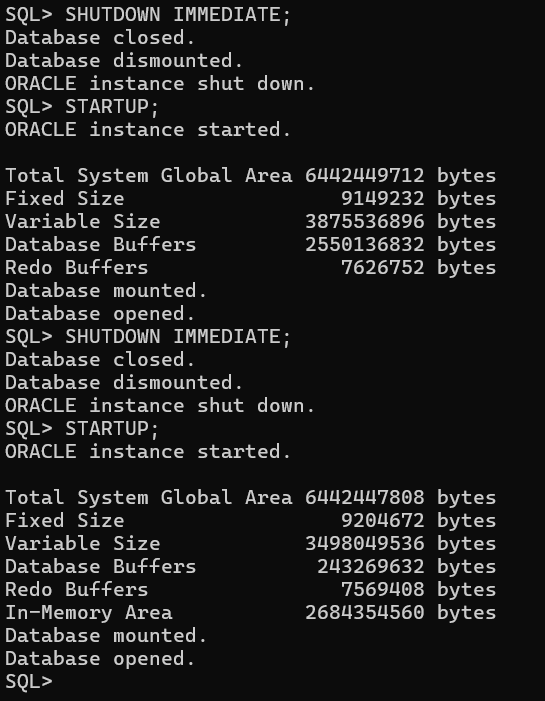 SQL> SHUTDOWN IMMEDIATE;
Database closed.
Database dismounted.
ORACLE instance shut down.
SQL> STARTUP;
ORACLE instance started.
Total System Global Area 6442449712 bytes
Fixed Size                  9149232 bytes
Variable Size            3875536896 bytes
Database Buffers         2550136832 bytes
Redo Buffers                7626752 bytes
Database mounted.
Database opened.
SQL> SHUTDOWN IMMEDIATE;
Database closed.
Database dismounted.
ORACLE instance shut down.
SQL> STARTUP;
ORACLE instance started.
Total System Global Area 6442447808 bytes
Fixed Size                  9204672 bytes
Variable Size            3498049536 bytes
Database Buffers          243269632 bytes
Redo Buffers                7569408 bytes
In-Memory Area           2684354560 bytes
Database mounted.
Database opened.
SQL>